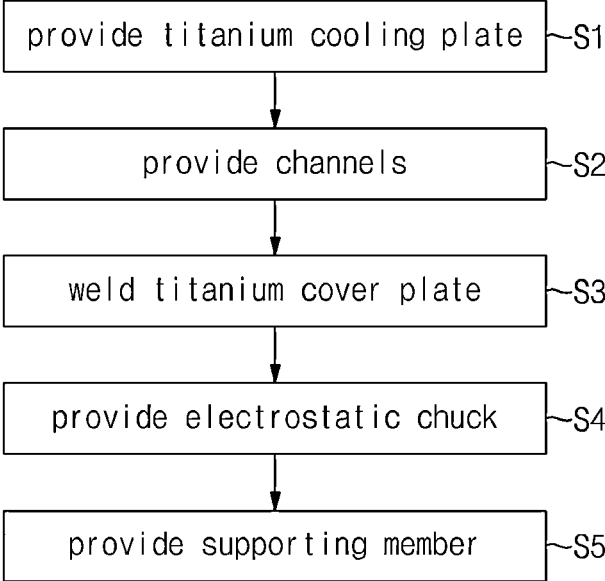 provide titanium cooling plate S1
provide channels S2
weld titanium cover plate S3
provide electrostatic chuck S4
provide supporting member S5